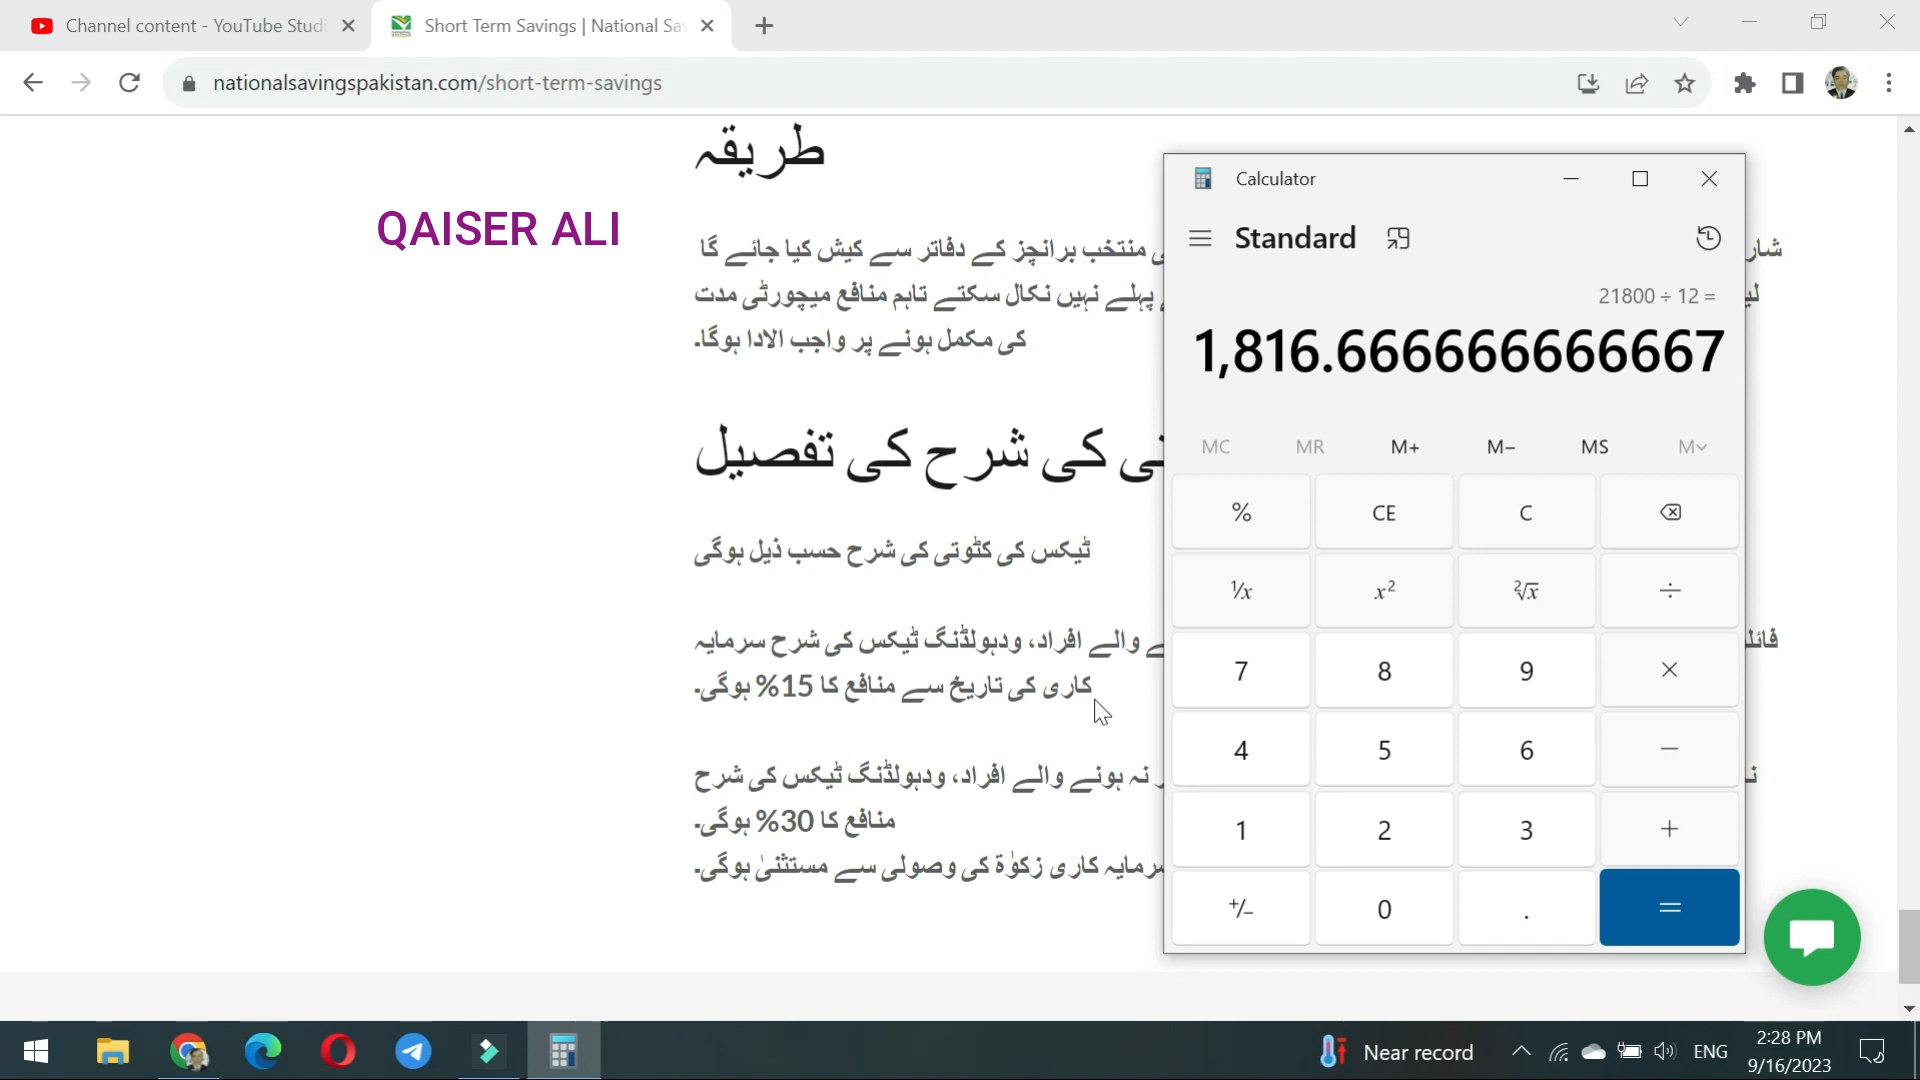 Channel content - YouTube Studi
Short Term Savings | National Sav
nationalsavingspakistan.com/short-term-savings
طریقہ
QAISER ALI
شار
ی منتخب برانچز کے دفاتر سے کیش کیا جائے گا
لی
پہلے نہیں نکال سکتے تاہم منافع میچورٹی مدت
کی مکمل ہونے پر واجب الادا ہوگا۔
کی شرح کی تفصیل
ٹیکس کی کٹوتی کی شرح حسب ذیل ہوگی
فائل
والے افراد، ودہولڈنگ ٹیکس کی شرح سرمایہ
کاری کی تاریخ سے منافع کا 15% ہوگی۔
نہ ہونے والے افراد، ودہولڈنگ ٹیکس کی شرح
منافع کا 30% ہوگی۔
سرمایہ کاری زکوٰۃ کی وصولی سے مستثنیٰ ہوگی۔
Calculator
Standard
21800 ÷ 12 =
1,816.666666666667
MC MR M+ M− MS M
% CE C
¹/x x² ²√x ÷
7 8 9 ×
4 5 6 −
1 2 3 +
+/− 0 . =
Near record
ENG
2:28 PM
9/16/2023